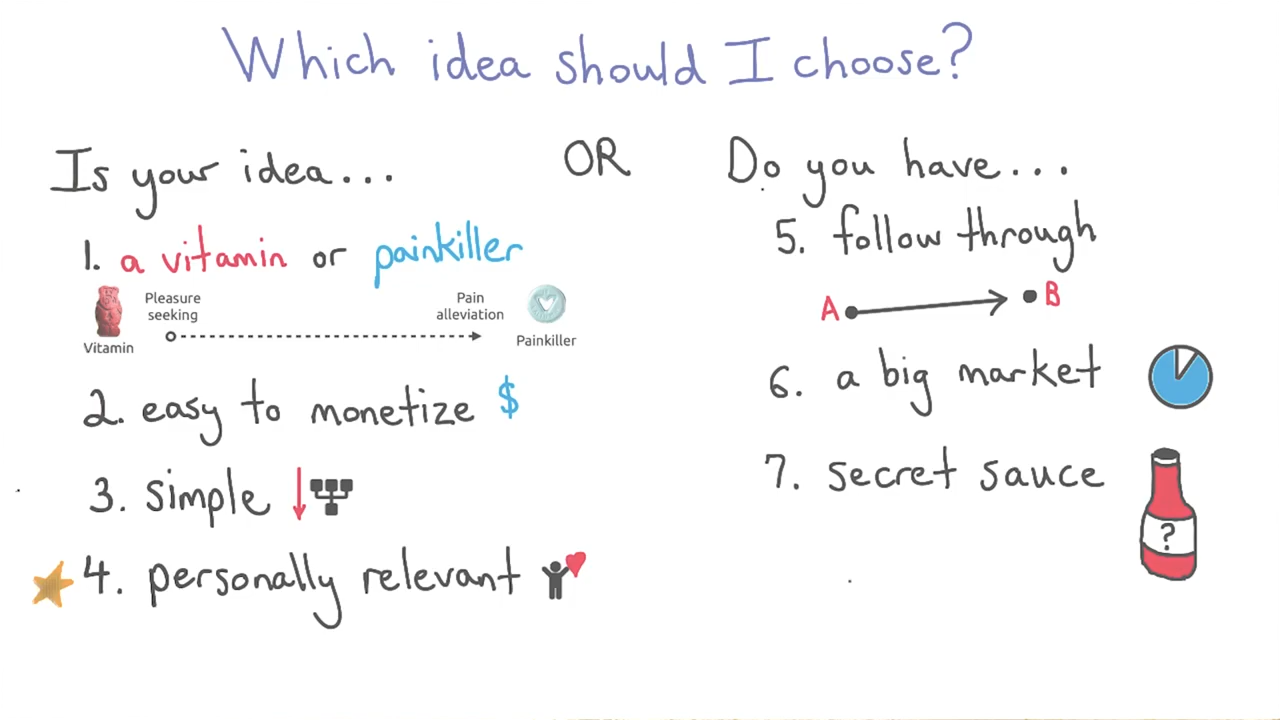 Which idea should I choose?
Is your idea...
1. a vitamin or painkiller
Pleasure seeking
Pain alleviation
Vitamin
Painkiller
2. easy to monetize $
3. simple
4. personally relevant
OR
Do you have...
5. follow through
A B
6. a big market
7. secret sauce
?